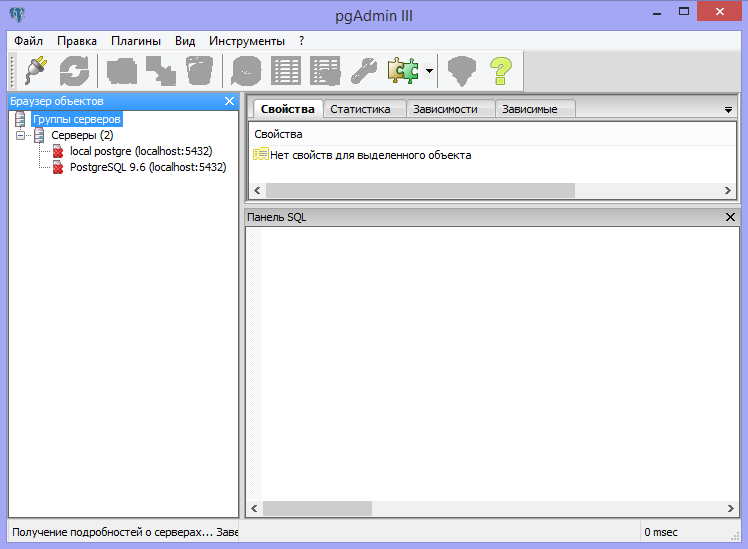 pgAdmin III
Файл Правка Плагины Вид Инструменты ?
Браузер объектов
Группы серверов
Серверы (2)
local postgre (localhost:5432)
PostgreSQL 9.6 (localhost:5432)
Свойства Статистика Зависимости Зависимые
Свойства
Нет свойств для выделенного объекта
Панель SQL
Получение подробностей о серверах... Заве
0 msec